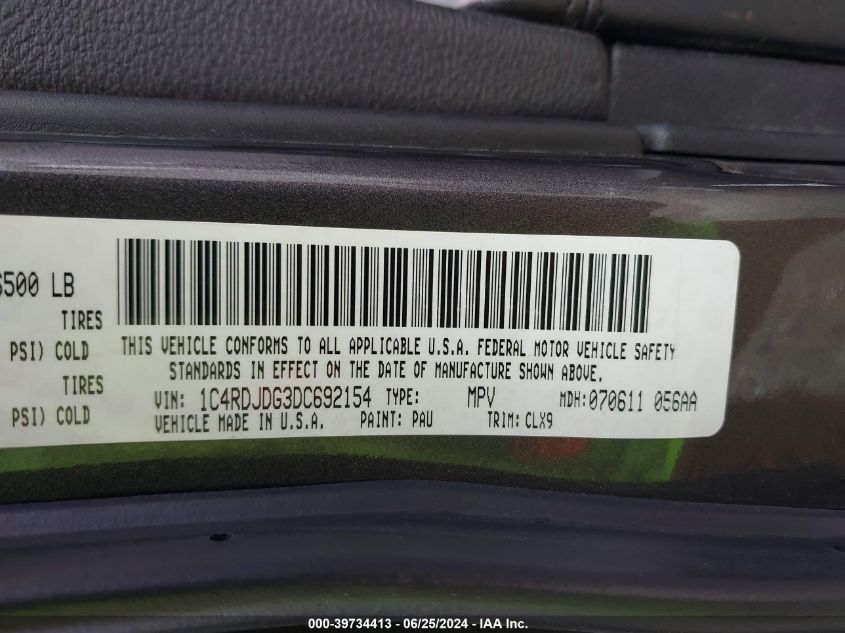 6500 LB
TIRES
PSI) COLD
TIRES
PSI) COLD
THIS VEHICLE CONFORMS TO ALL APPLICABLE U.S.A. FEDERAL MOTOR VEHICLE SAFETY
STANDARDS IN EFFECT ON THE DATE OF MANUFACTURE SHOWN ABOVE.
VIN: 1C4RDJDG3DC692154 TYPE: MPV MDH:070611 056AA
VEHICLE MADE IN U.S.A. PAINT: PAU TRIM: CLX9
000-39734413 - 06/25/2024 - IAA Inc.